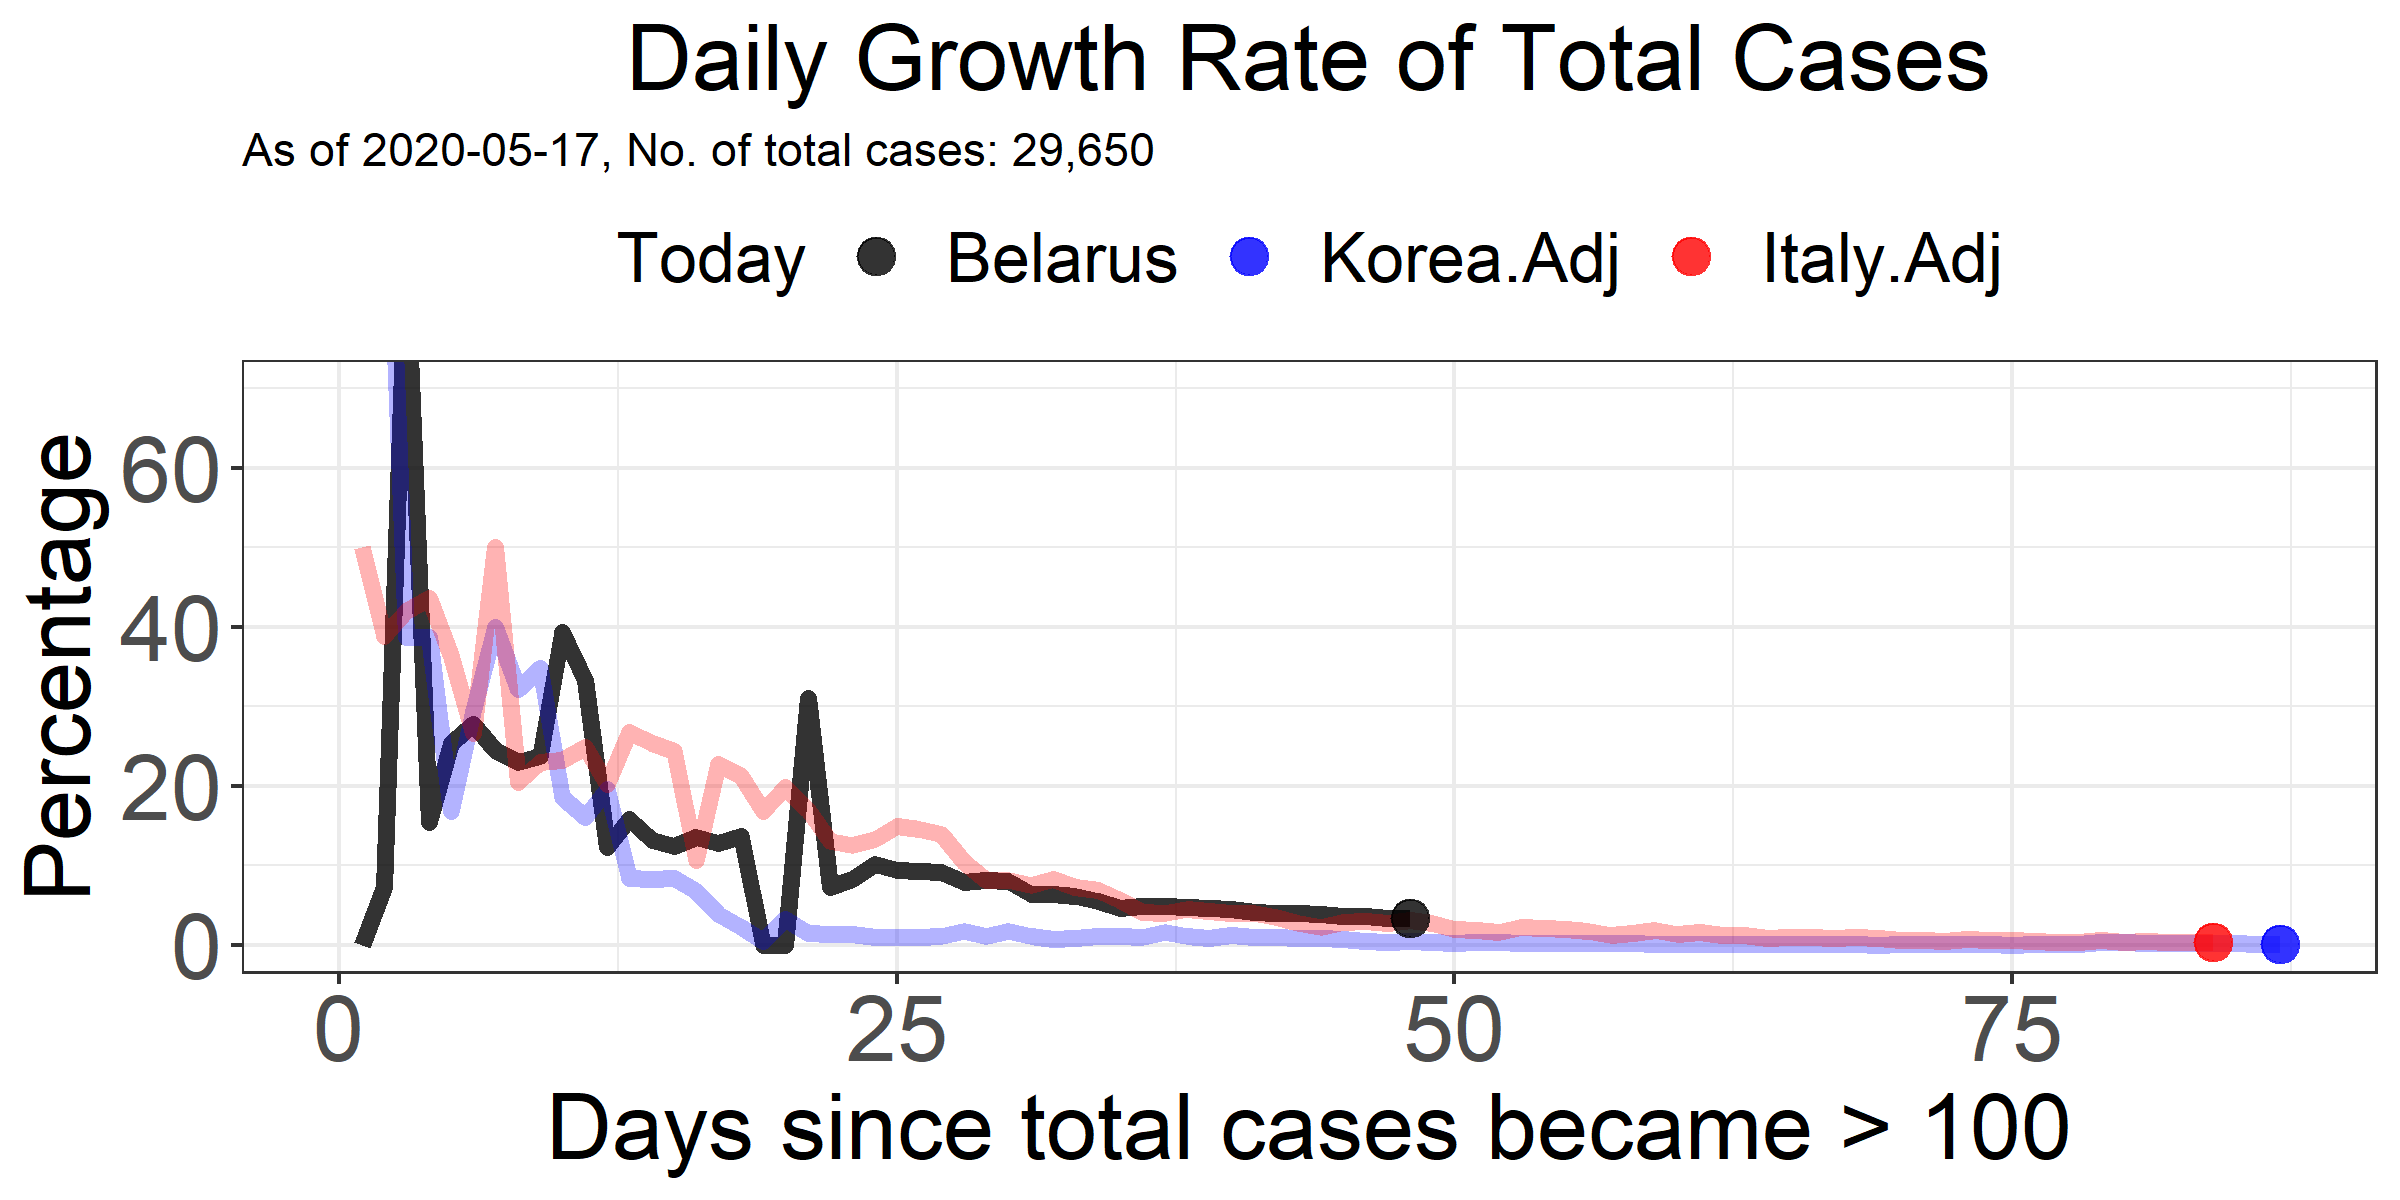 Daily Growth Rate of Total Cases
As of 2020-05-17, No. of total cases: 29,650
Today Belarus Korea.Adj Italy.Adj
Percentage
60
40
20
0
0 25 50 75
Days since total cases became > 100